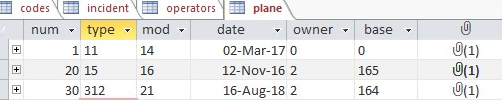 codes incident operators plane
num type mod date owner base
1 11 14 02-Mar-17 0 0 (1)
20 15 16 12-Nov-16 2 165 (1)
30 312 21 16-Aug-18 2 164 (1)